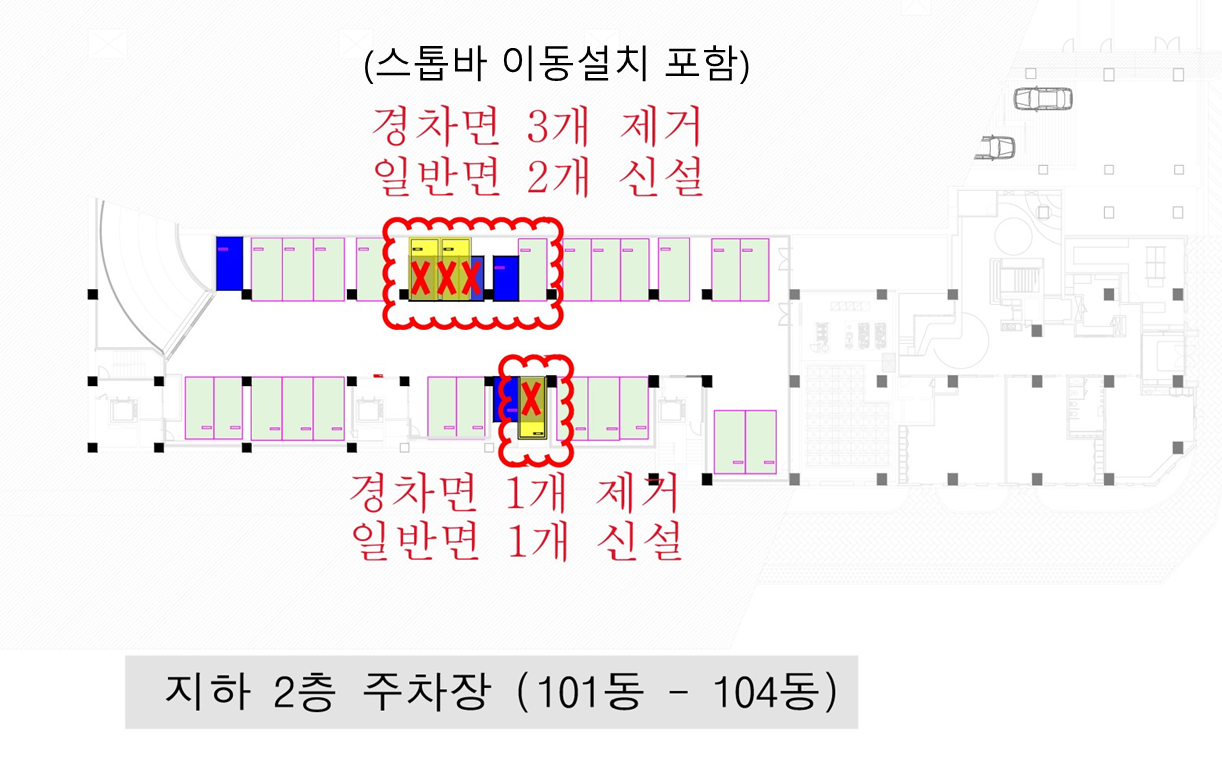 (스톱바 이동설치 포함)
경차면 3개 제거
일반면 2개 신설
X X X
X
경차면 1개 제거
일반면 1개 신설
지하 2층 주차장 (101동 - 104동)